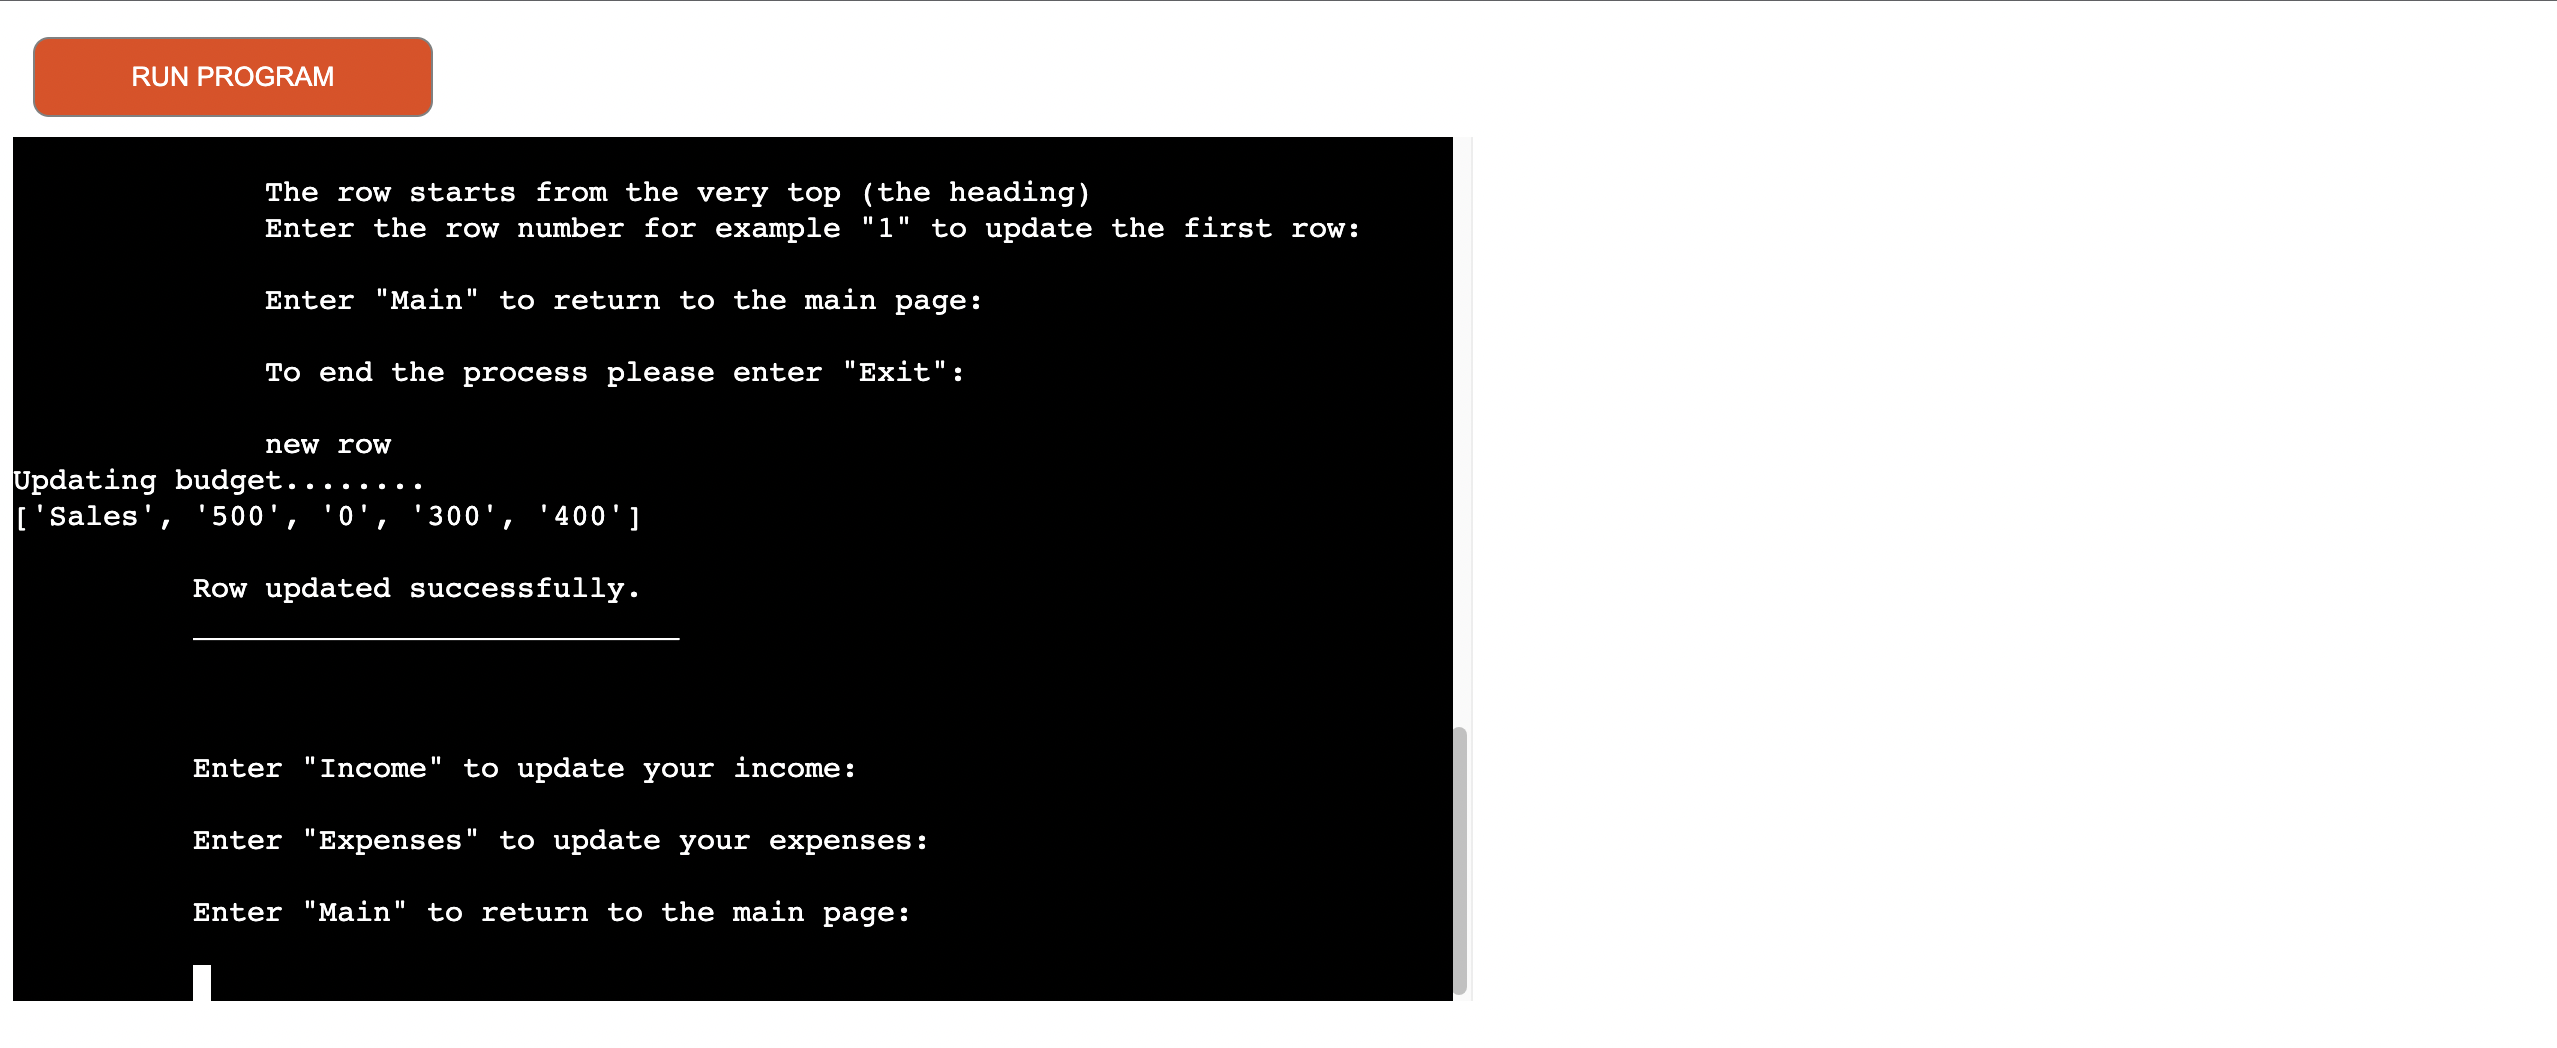 RUN PROGRAM
The row starts from the very top (the heading)
Enter the row number for example "1" to update the first row:
Enter "Main" to return to the main page:
To end the process please enter "Exit":
new row
Updating budget........
['Sales', '500', '0', '300', '400']
Row updated successfully.
___________________________
Enter "Income" to update your income:
Enter "Expenses" to update your expenses:
Enter "Main" to return to the main page: